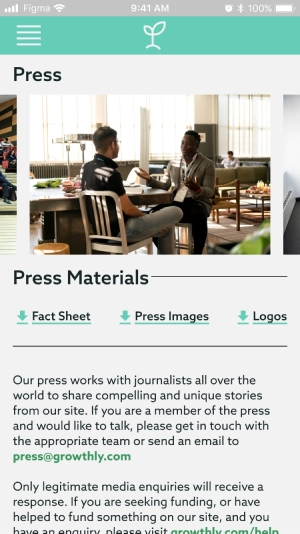 Figma
9:41 AM
100%
Press
Press Materials
Fact Sheet
Press Images
Logos
Our press works with journalists all over the
world to share compelling and unique stories
from our site. If you are a member of the press
and would like to talk, please get in touch with
the appropriate team or send an email to
press@growthly.com
Only legitimate media enquiries will receive a
response. If you are seeking funding, or have
helped to fund something on our site, and you
have an enquiry, please visit growthly.com/help